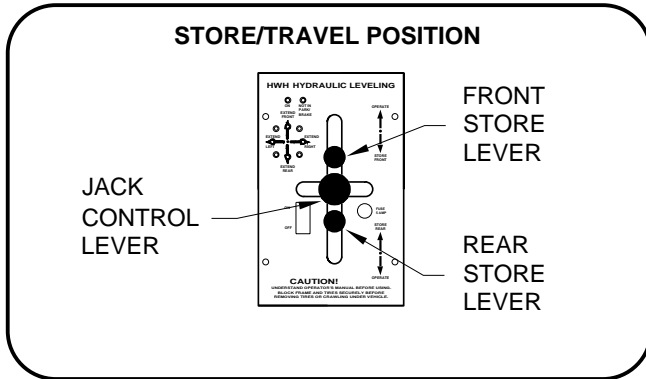 STORE/TRAVEL POSITION
HWH HYDRAULIC LEVELING
ON
NOT IN
PARK/
BRAKE
EXTEND
FRONT
EXTEND
LEFT
EXTEND
RIGHT
EXTEND
REAR
OPERATE
STORE
FRONT
FRONT
STORE
LEVER
JACK
CONTROL
LEVER
ON
OFF
FUSE
STORE
REAR
OPERATE
REAR
STORE
LEVER
CAUTION!
UNDERSTAND OPERATOR'S MANUAL BEFORE USING.
BLOCK FRAME AND TIRES SECURELY BEFORE
REMOVING TIRES OR CRAWLING UNDER VEHICLE.